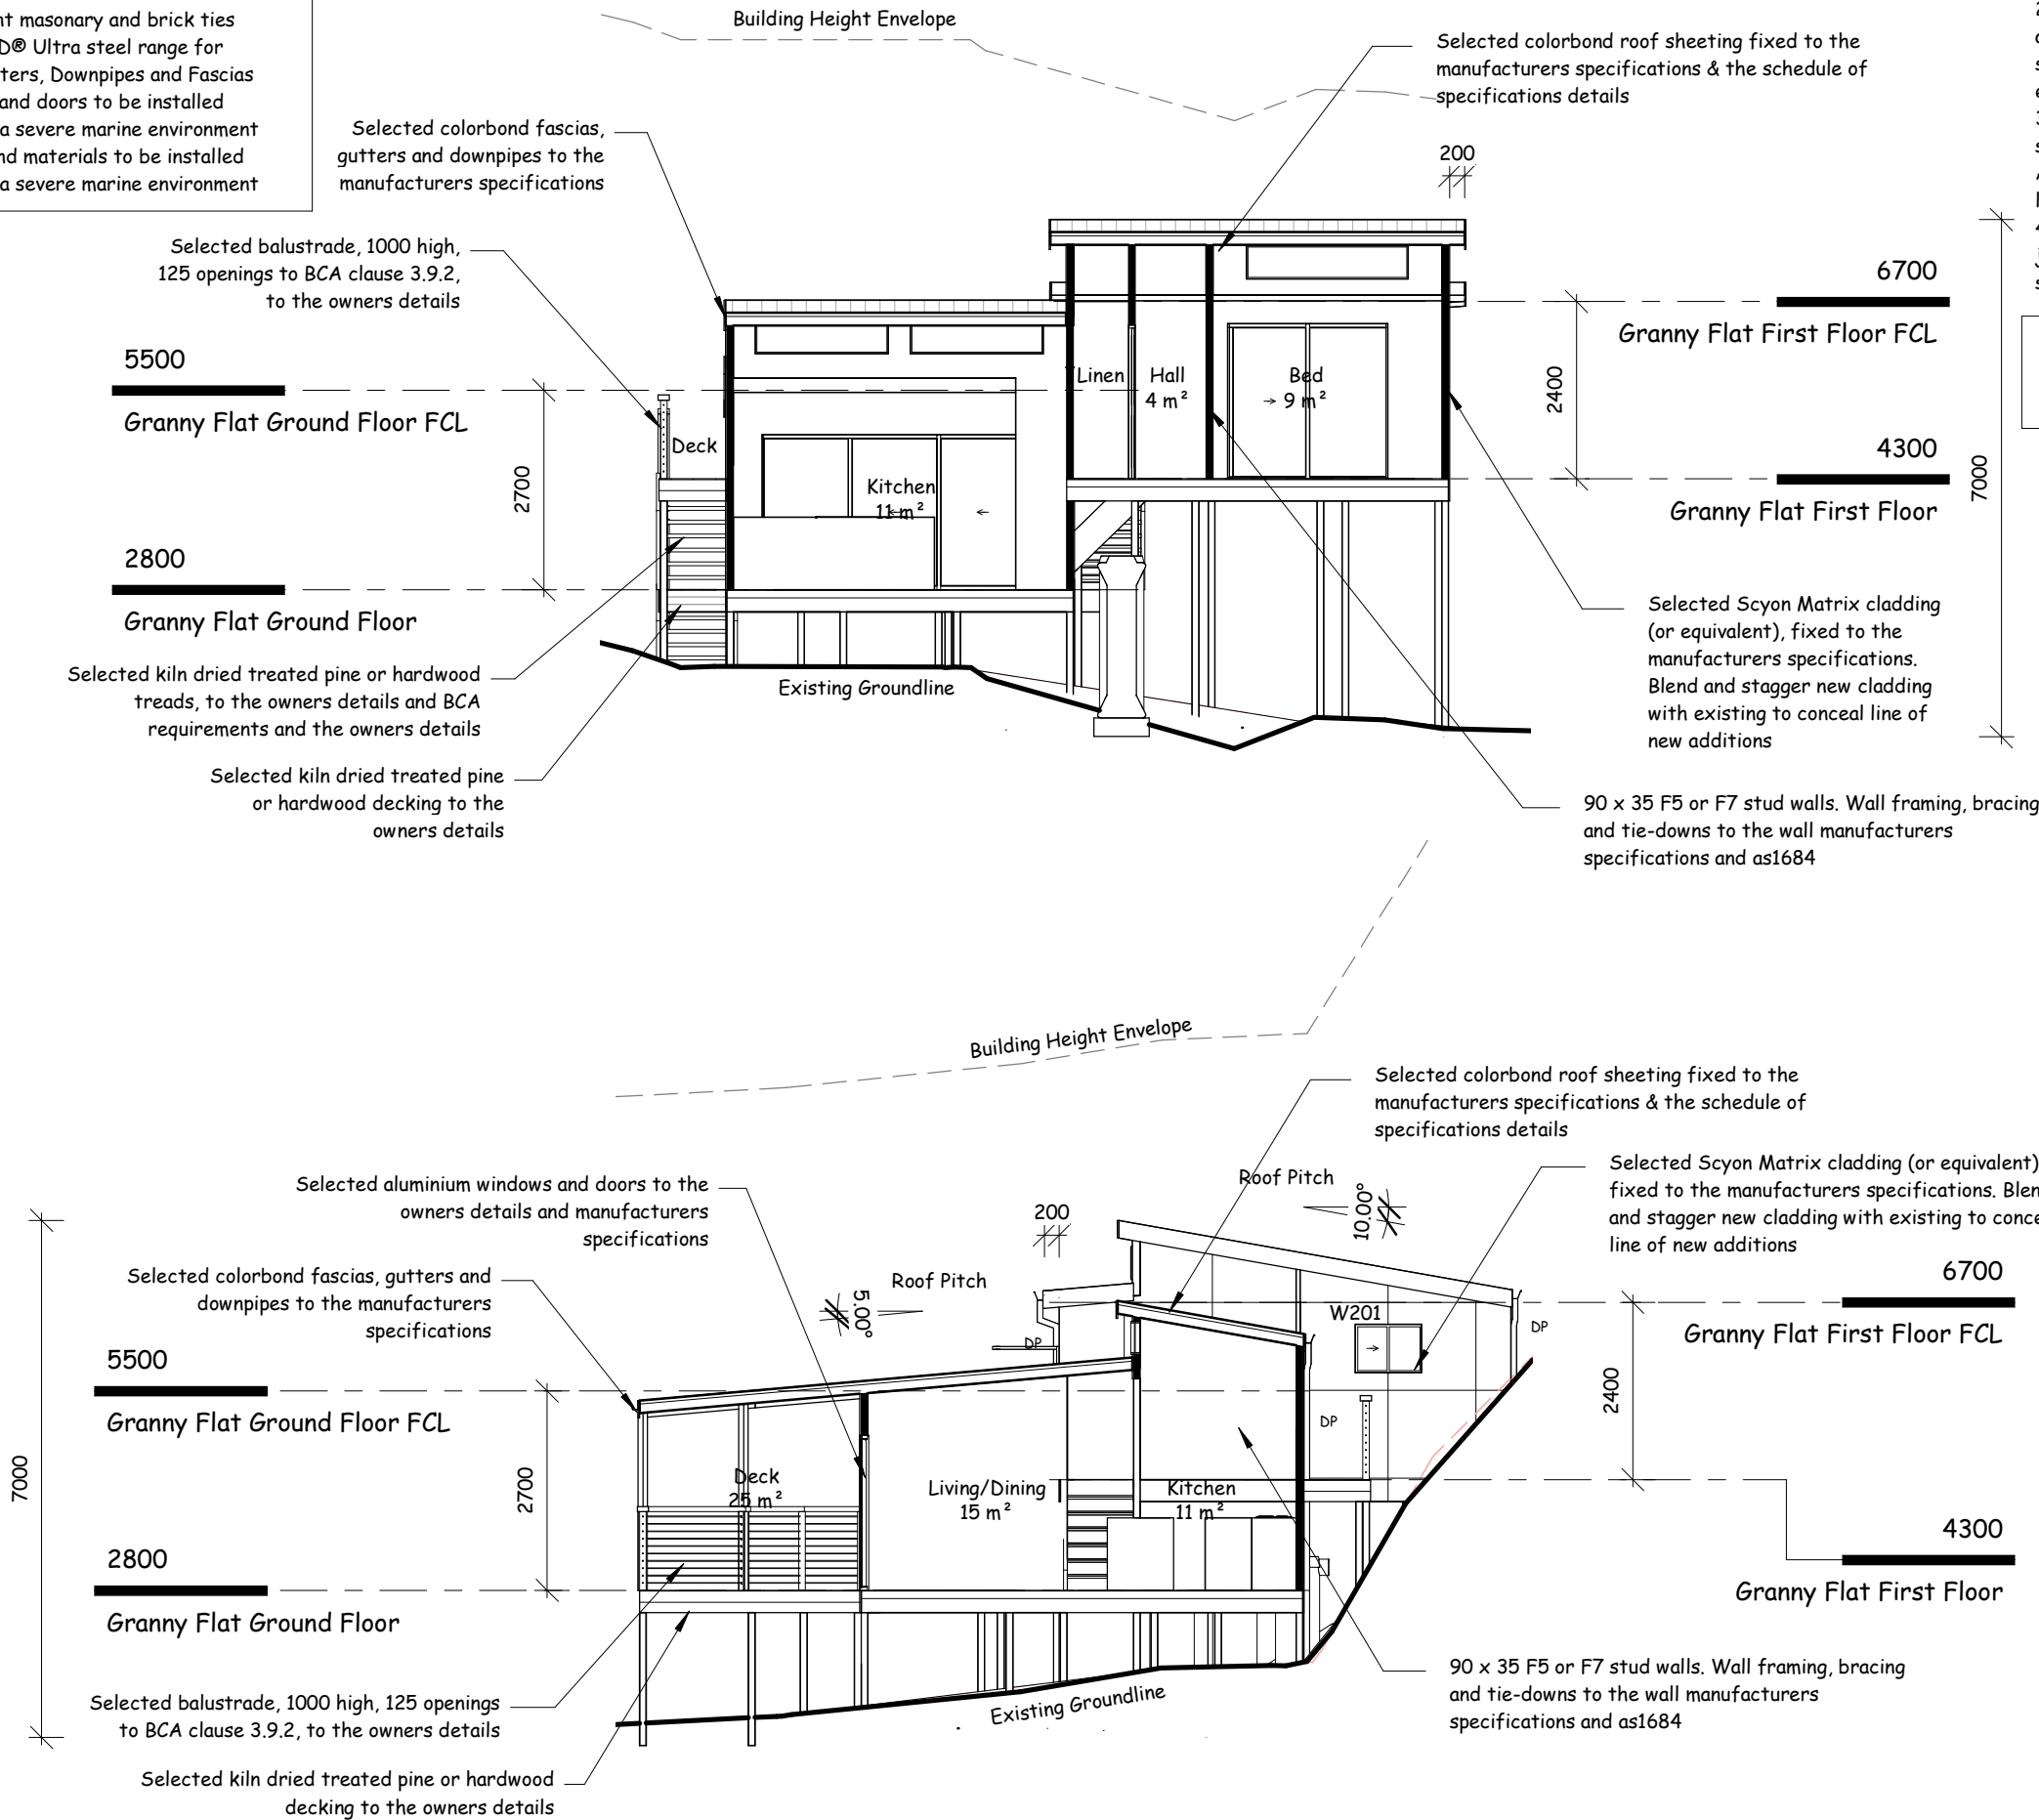 nt masonary and brick ties
D® Ultra steel range for
ters, Downpipes and Fascias
and doors to be installed
a severe marine environment
nd materials to be installed
a severe marine environment
Building Height Envelope
Selected colorbond roof sheeting fixed to the
manufacturers specifications & the schedule of
specifications details
Selected colorbond fascias,
gutters and downpipes to the
manufacturers specifications
200
Selected balustrade, 1000 high,
125 openings to BCA clause 3.9.2,
to the owners details
6700
Granny Flat First Floor FCL
5500
Granny Flat Ground Floor FCL
Linen
Hall
4 m²
Bed
9 m²
2400
Deck
4300
Granny Flat First Floor
7000
2700
Kitchen
11 m²
2800
Granny Flat Ground Floor
Selected Scyon Matrix cladding
(or equivalent), fixed to the
manufacturers specifications.
Blend and stagger new cladding
with existing to conceal line of
new additions
Selected kiln dried treated pine or hardwood
treads, to the owners details and BCA
requirements and the owners details
Existing Groundline
Selected kiln dried treated pine
or hardwood decking to the
owners details
90 x 35 F5 or F7 stud walls. Wall framing, bracing
and tie-downs to the wall manufacturers
specifications and as1684
Building Height Envelope
Selected colorbond roof sheeting fixed to the
manufacturers specifications & the schedule of
specifications details
Selected aluminium windows and doors to the
owners details and manufacturers
specifications
Roof Pitch
10.00°
Selected Scyon Matrix cladding (or equivalent)
fixed to the manufacturers specifications. Blen
and stagger new cladding with existing to conce
line of new additions
200
Selected colorbond fascias, gutters and
downpipes to the manufacturers
specifications
Roof Pitch
5.00°
6700
Granny Flat First Floor FCL
W201
DP
DP
5500
Granny Flat Ground Floor FCL
2400
DP
7000
2700
Deck
25 m²
Living/Dining
15 m²
Kitchen
11 m²
4300
Granny Flat First Floor
2800
Granny Flat Ground Floor
90 x 35 F5 or F7 stud walls. Wall framing, bracing
and tie-downs to the wall manufacturers
specifications and as1684
Selected balustrade, 1000 high, 125 openings
to BCA clause 3.9.2, to the owners details
Existing Groundline
Selected kiln dried treated pine or hardwood
decking to the owners details